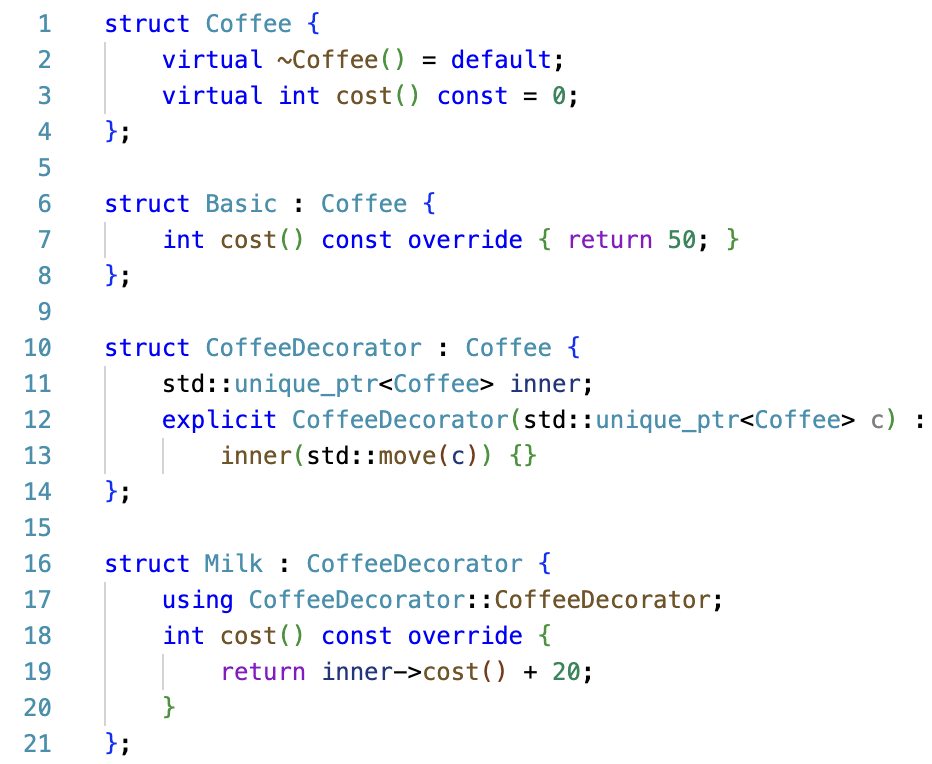 1 struct Coffee {
2     virtual ~Coffee() = default;
3     virtual int cost() const = 0;
4 };
5
6 struct Basic : Coffee {
7     int cost() const override { return 50; }
8 };
9
10 struct CoffeeDecorator : Coffee {
11     std::unique_ptr<Coffee> inner;
12     explicit CoffeeDecorator(std::unique_ptr<Coffee> c) :
13         inner(std::move(c)) {}
14 };
15
16 struct Milk : CoffeeDecorator {
17     using CoffeeDecorator::CoffeeDecorator;
18     int cost() const override {
19         return inner->cost() + 20;
20     }
21 };